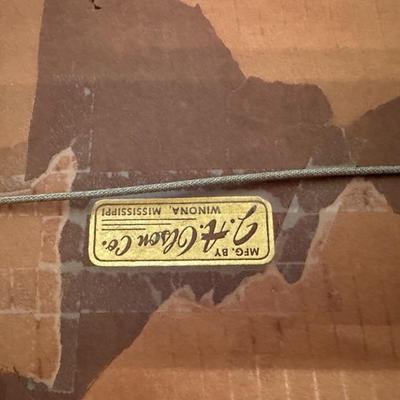 MFG. BY
J. A. Olson Co.
WINONA, MISSISSIPPI